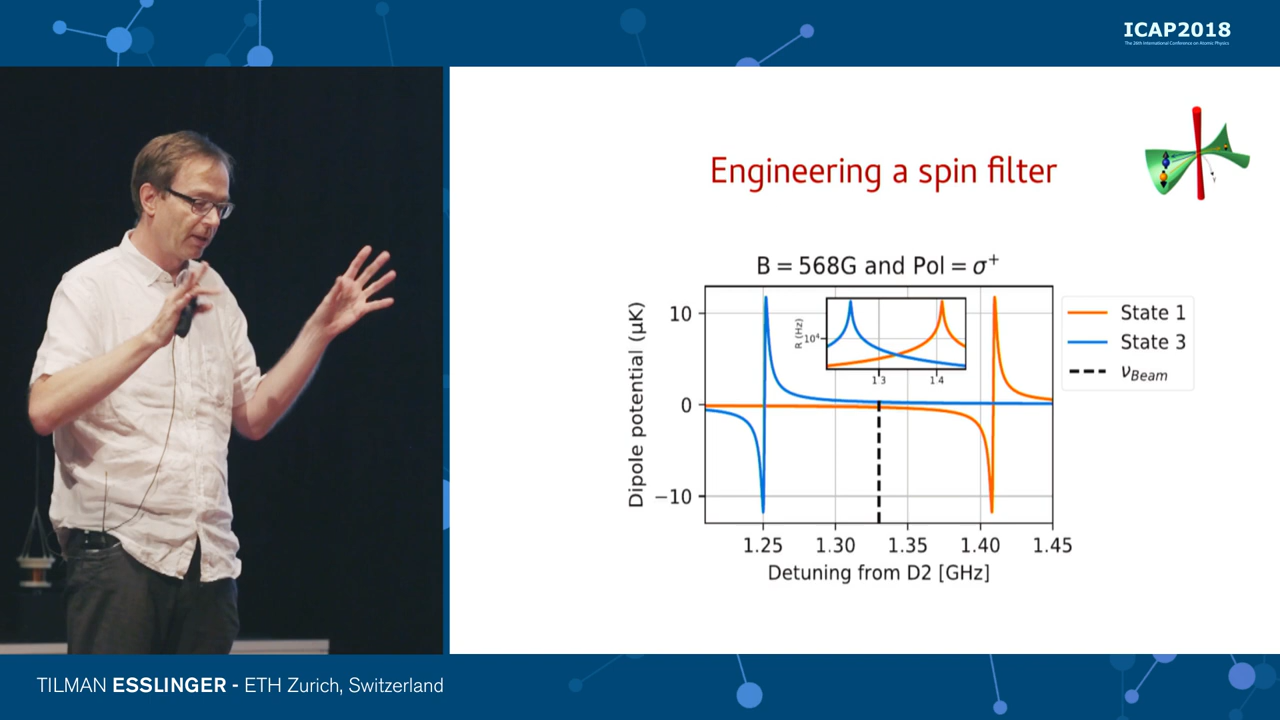 ICAP2018
The 26th International Conference on Atomic Physics
Engineering a spin filter
B = 568G and Pol = σ⁺
Dipole potential (μK)
10
0
−10
R (Hz)
10⁴
1.3
1.4
1.25
1.30
1.35
1.40
1.45
Detuning from D2 [GHz]
State 1
State 3
ν_Beam
TILMAN ESSLINGER - ETH Zurich, Switzerland